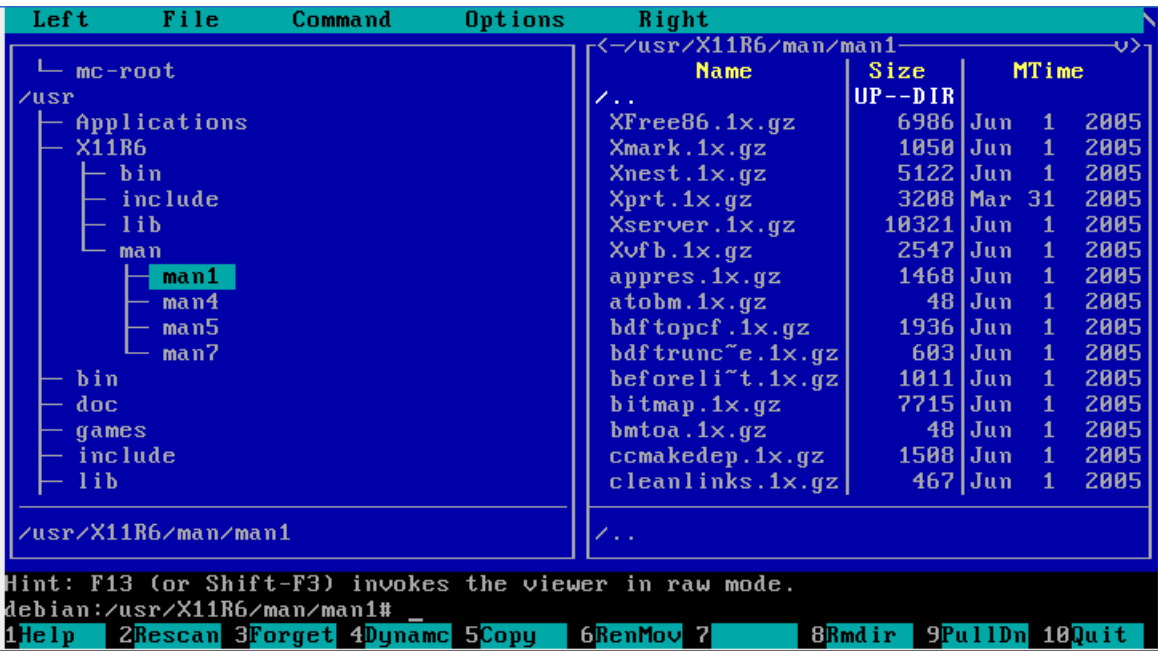 Left File Command Options Right
<-/usr/X11R6/man/man1 v>
mc-root
/usr
Applications
X11R6
bin
include
lib
man
man1
man4
man5
man7
bin
doc
games
include
lib
/usr/X11R6/man/man1
Name Size MTime
/.. UP--DIR
XFree86.1x.gz 6986 Jun 1 2005
Xmark.1x.gz 1050 Jun 1 2005
Xnest.1x.gz 5122 Jun 1 2005
Xprt.1x.gz 3208 Mar 31 2005
Xserver.1x.gz 10321 Jun 1 2005
Xvfb.1x.gz 2547 Jun 1 2005
appres.1x.gz 1468 Jun 1 2005
atobm.1x.gz 48 Jun 1 2005
bdftopcf.1x.gz 1936 Jun 1 2005
bdftrunc~e.1x.gz 603 Jun 1 2005
beforeli~t.1x.gz 1011 Jun 1 2005
bitmap.1x.gz 7715 Jun 1 2005
bmtoa.1x.gz 48 Jun 1 2005
ccmakedep.1x.gz 1508 Jun 1 2005
cleanlinks.1x.gz 467 Jun 1 2005
/..
Hint: F13 (or Shift-F3) invokes the viewer in raw mode.
debian:/usr/X11R6/man/man1# _
1Help 2Rescan 3Forget 4Dynamc 5Copy 6RenMov 7 8Rmdir 9PullDn 10Quit